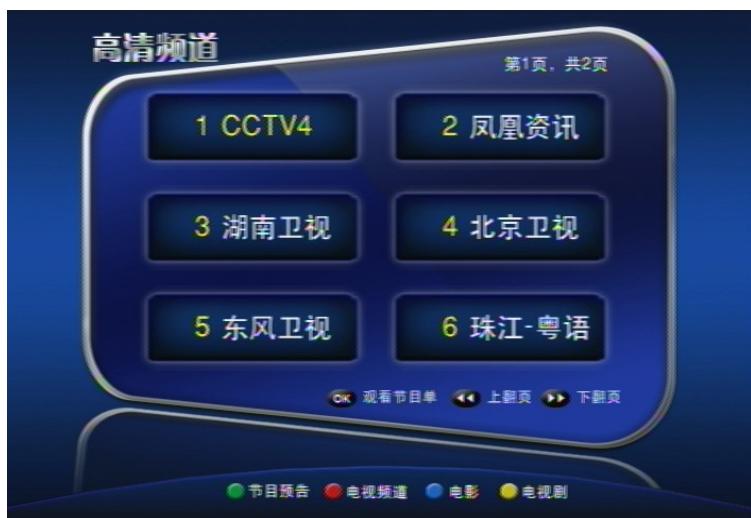 高清频道
第1页，共2页
1 CCTV4
2 凤凰资讯
3 湖南卫视
4 北京卫视
5 东风卫视
6 珠江-粤语
OK 观看节目单 ◀◀ 上翻页 ▶▶ 下翻页
节目预告 电视频道 电影 电视剧